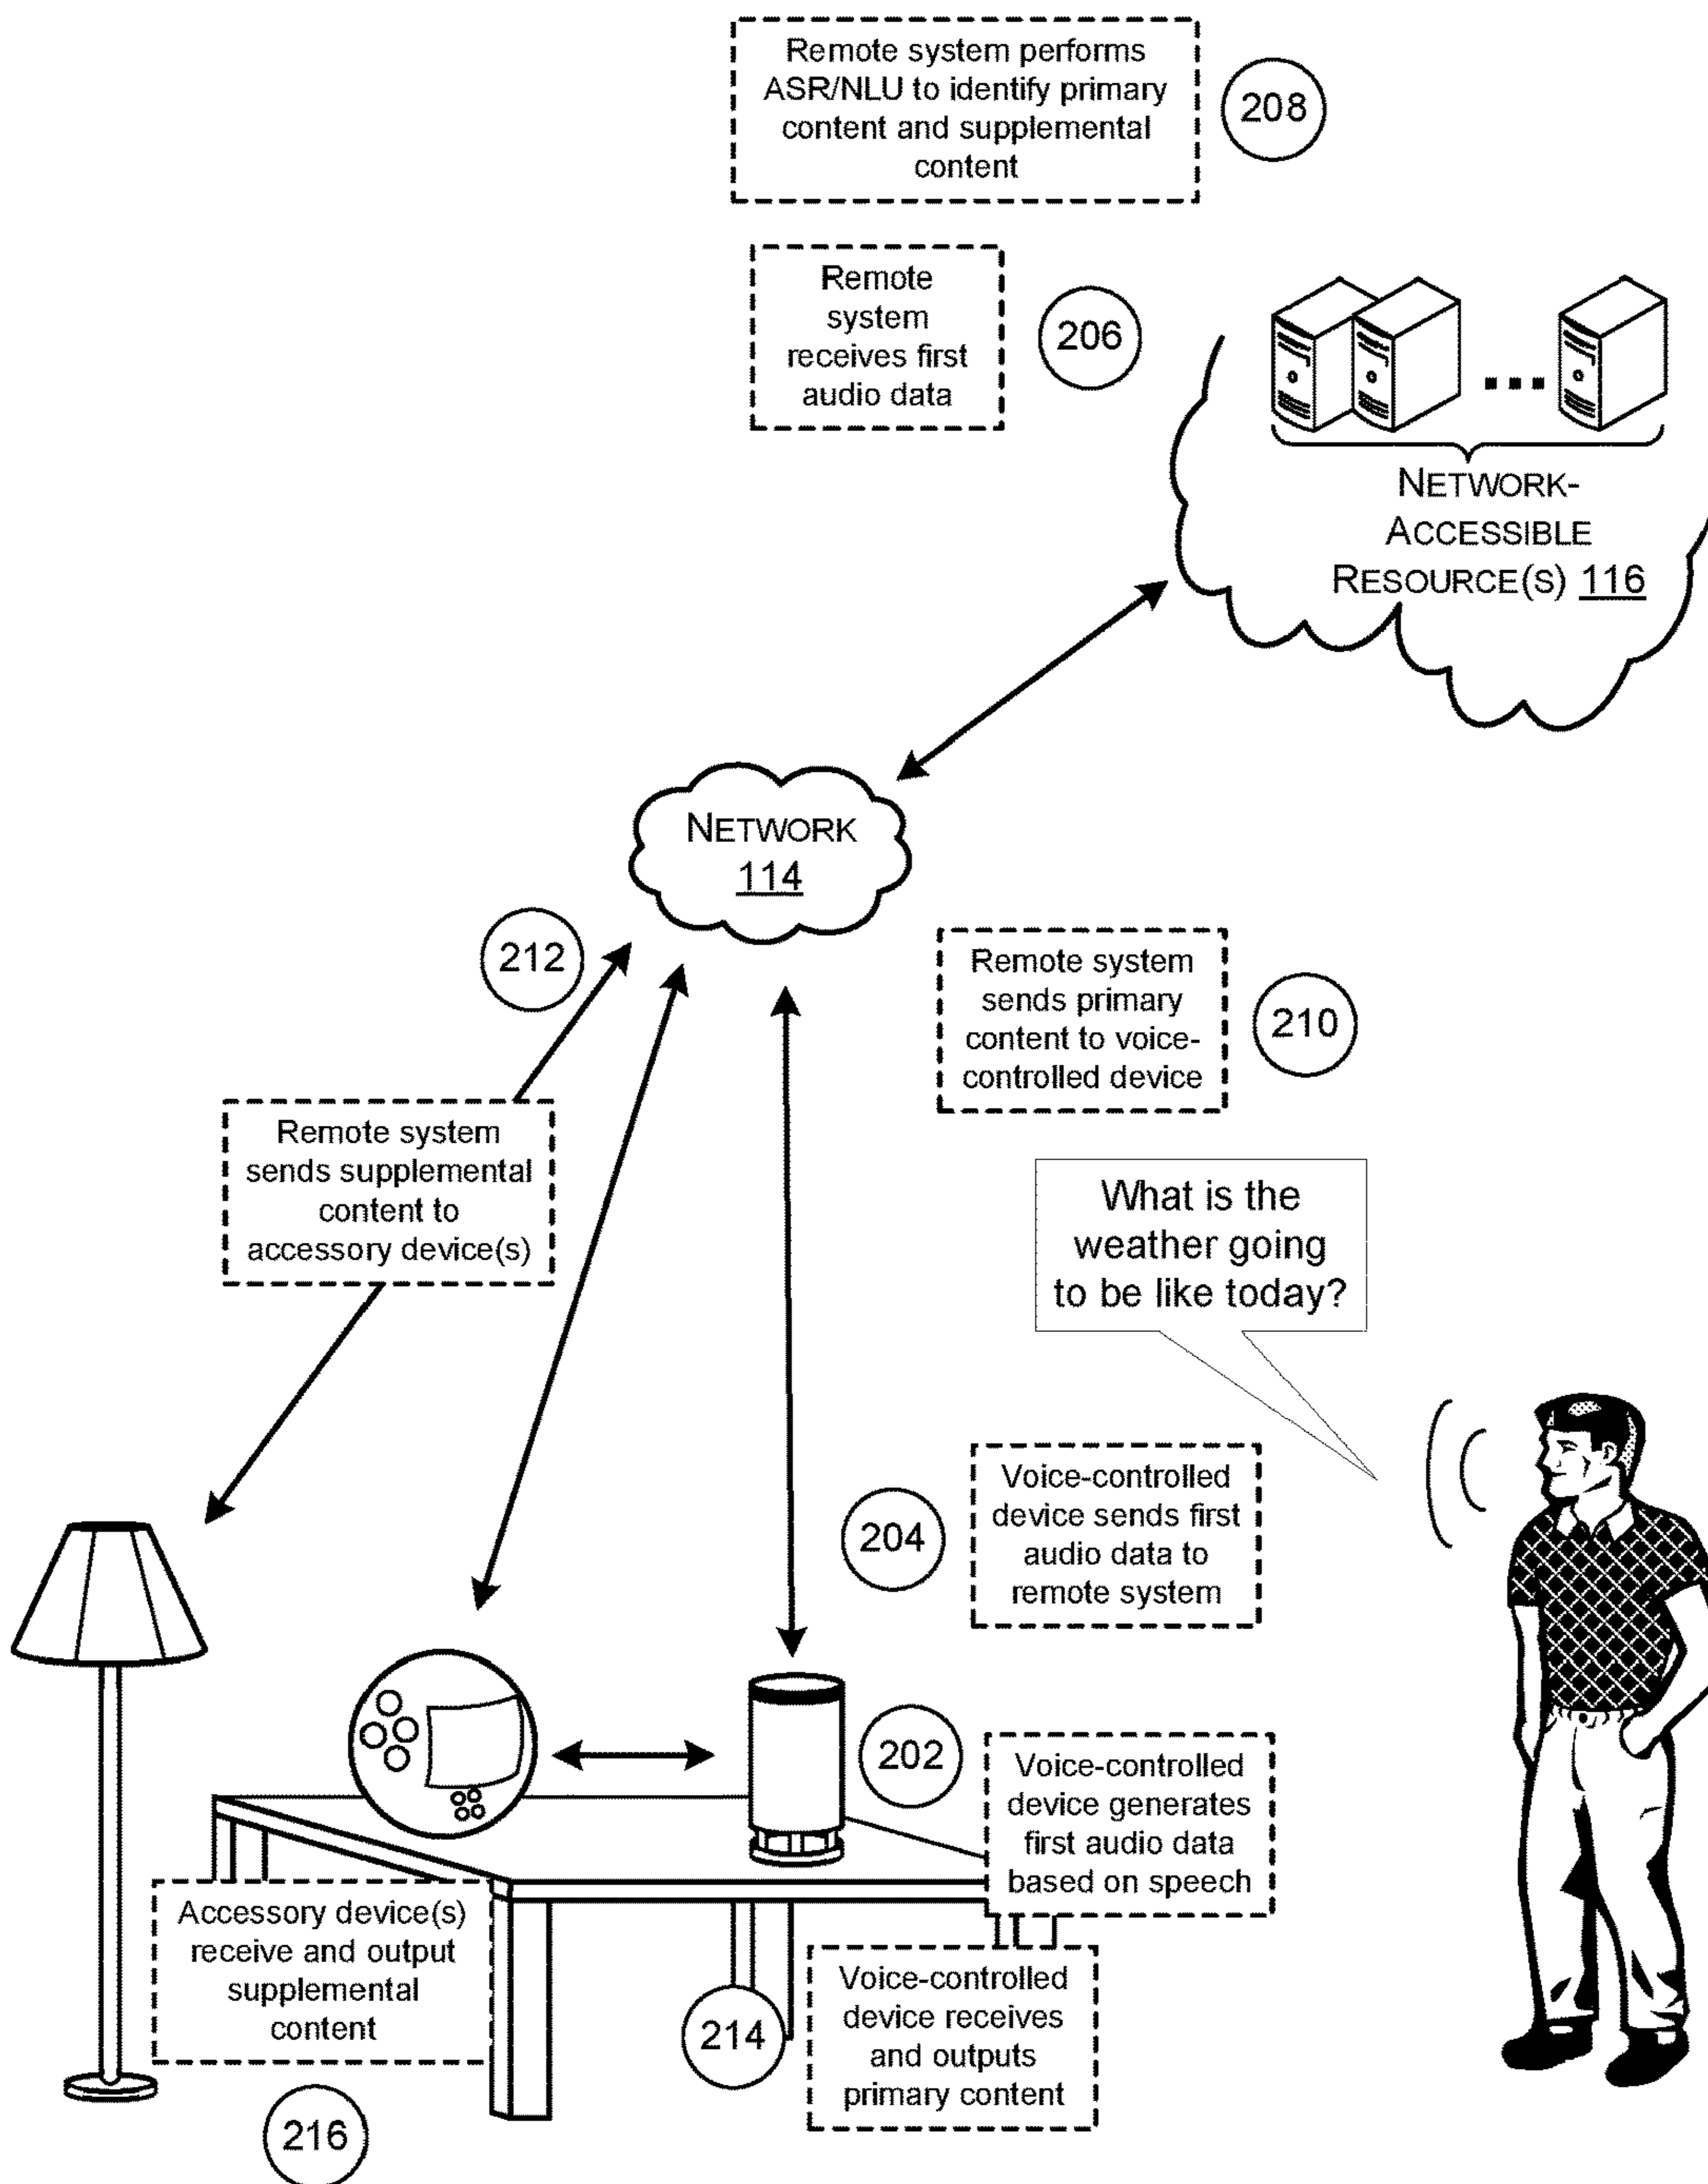 Remote system performs
ASR/NLU to identify primary
content and supplemental
content
208
Remote
system
receives first
audio data
206
NETWORK-
ACCESSIBLE
RESOURCE(S) 116
NETWORK
114
212
Remote system
sends primary
content to voice-
controlled device
210
Remote system
sends supplemental
content to
accessory device(s)
What is the
weather going
to be like today?
204
Voice-controlled
device sends first
audio data to
remote system
202
Voice-controlled
device generates
first audio data
based on speech
Accessory device(s)
receive and output
supplemental
content
216
214
Voice-controlled
device receives
and outputs
primary content